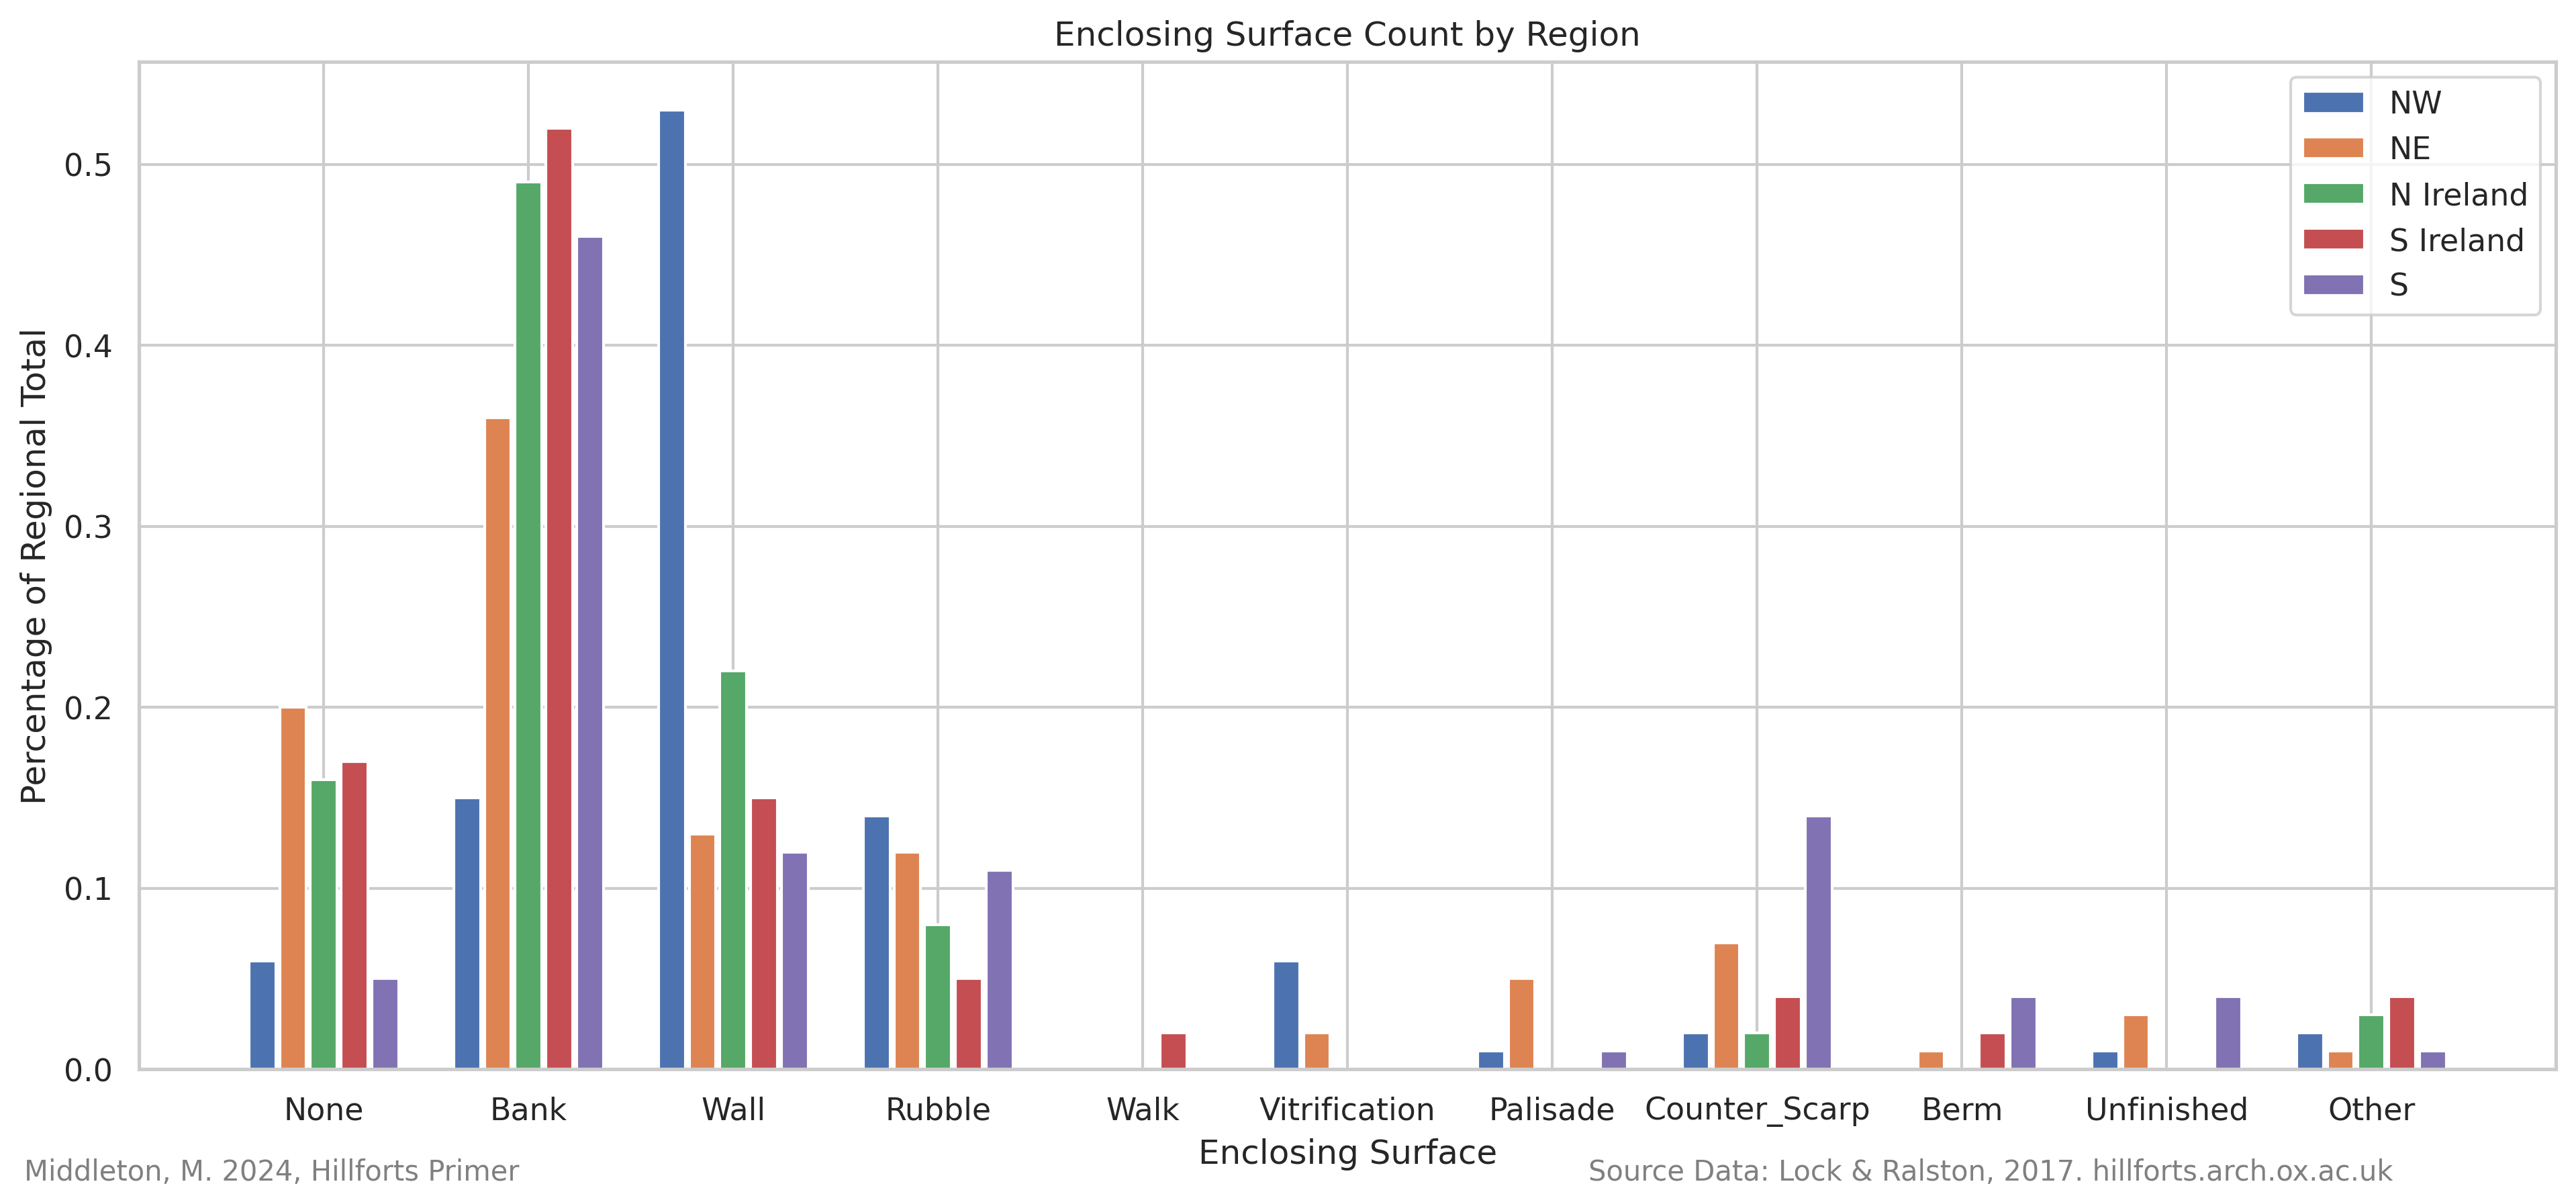 Enclosing Surface Count by Region
NW
NE
N Ireland
S Ireland
S
Percentage of Regional Total
0.5
0.4
0.3
0.2
0.1
0.0
None Bank Wall Rubble Walk Vitrification Palisade Counter_Scarp Berm Unfinished Other
Enclosing Surface
Middleton, M. 2024, Hillforts Primer
Source Data: Lock & Ralston, 2017. hillforts.arch.ox.ac.uk